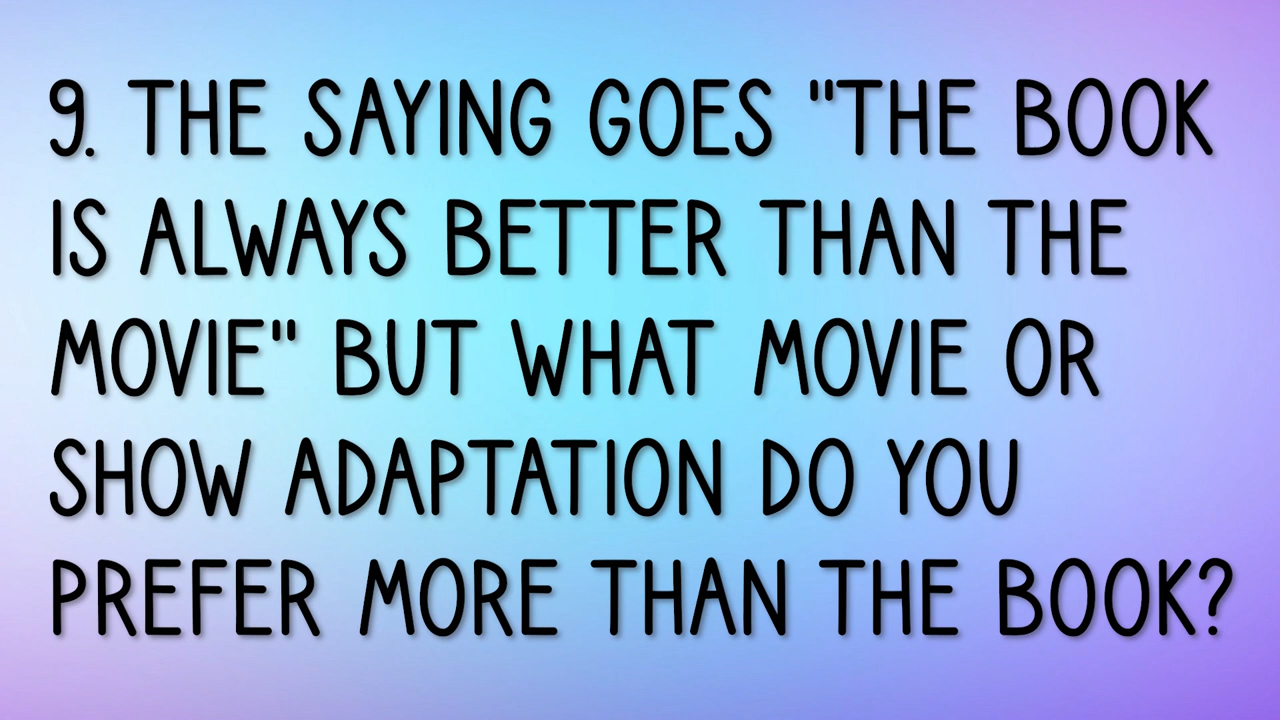 9. THE SAYING GOES "THE BOOK
IS ALWAYS BETTER THAN THE
MOVIE" BUT WHAT MOVIE OR
SHOW ADAPTATION DO YOU
PREFER MORE THAN THE BOOK?